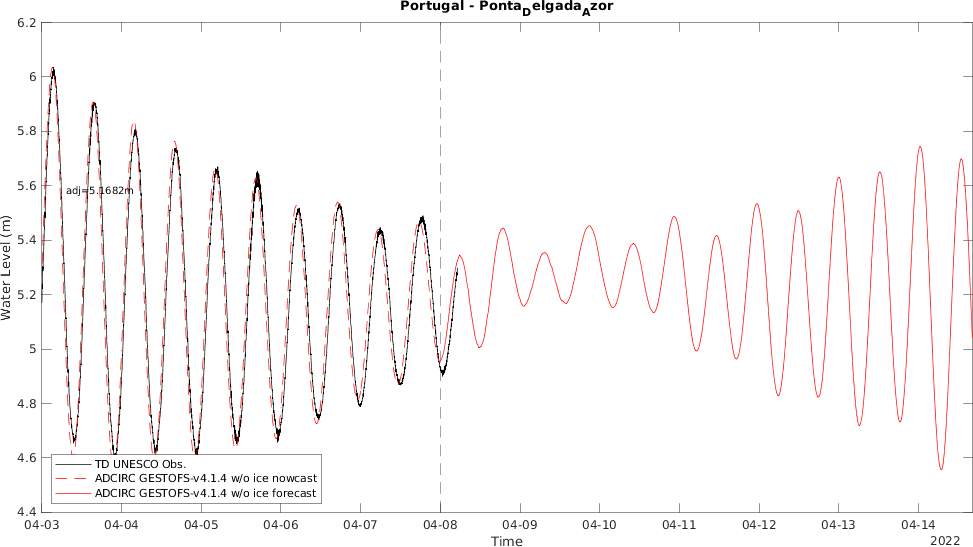 Portugal - PontaDelgadaAzor
6.2
6
5.8
5.6
5.4
5.2
5
4.8
4.6
4.4
Water Level (m)
adj=5.1682m
TD UNESCO Obs.
ADCIRC GESTOFS-v4.1.4 w/o ice nowcast
ADCIRC GESTOFS-v4.1.4 w/o ice forecast
04-03 04-04 04-05 04-06 04-07 04-08 04-09 04-10 04-11 04-12 04-13 04-14
Time
2022